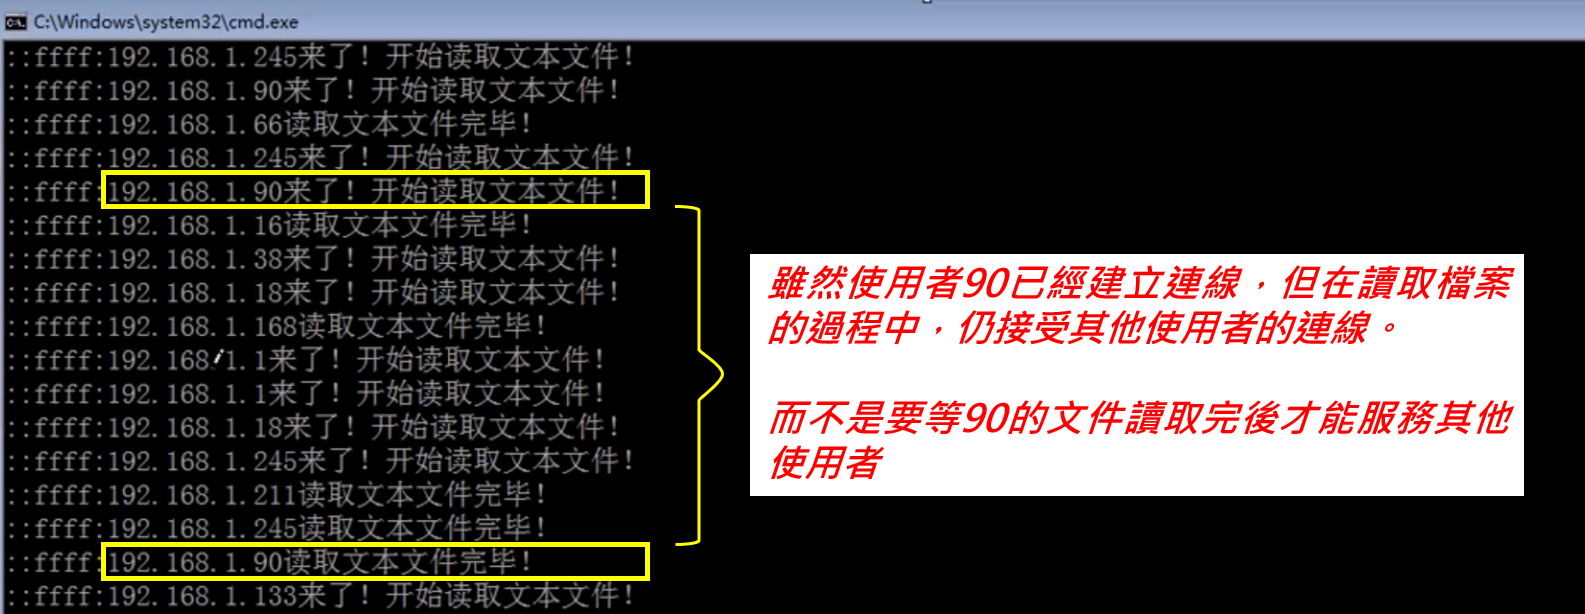 C:\Windows\system32\cmd.exe
::ffff:192.168.1.245来了！开始读取文本文件！
::ffff:192.168.1.90来了！开始读取文本文件！
::ffff:192.168.1.66读取文本文件完毕！
::ffff:192.168.1.245来了！开始读取文本文件！
::ffff:192.168.1.90来了！开始读取文本文件！
::ffff:192.168.1.16读取文本文件完毕！
::ffff:192.168.1.38来了！开始读取文本文件！
::ffff:192.168.1.18来了！开始读取文本文件！
::ffff:192.168.1.168读取文本文件完毕！
::ffff:192.168.1.1来了！开始读取文本文件！
::ffff:192.168.1.1来了！开始读取文本文件！
::ffff:192.168.1.18来了！开始读取文本文件！
::ffff:192.168.1.245来了！开始读取文本文件！
::ffff:192.168.1.211读取文本文件完毕！
::ffff:192.168.1.245读取文本文件完毕！
::ffff:192.168.1.90读取文本文件完毕！
::ffff:192.168.1.133来了！开始读取文本文件！
雖然使用者90已經建立連線，但在讀取檔案
的過程中，仍接受其他使用者的連線。
而不是要等90的文件讀取完後才能服務其他
使用者